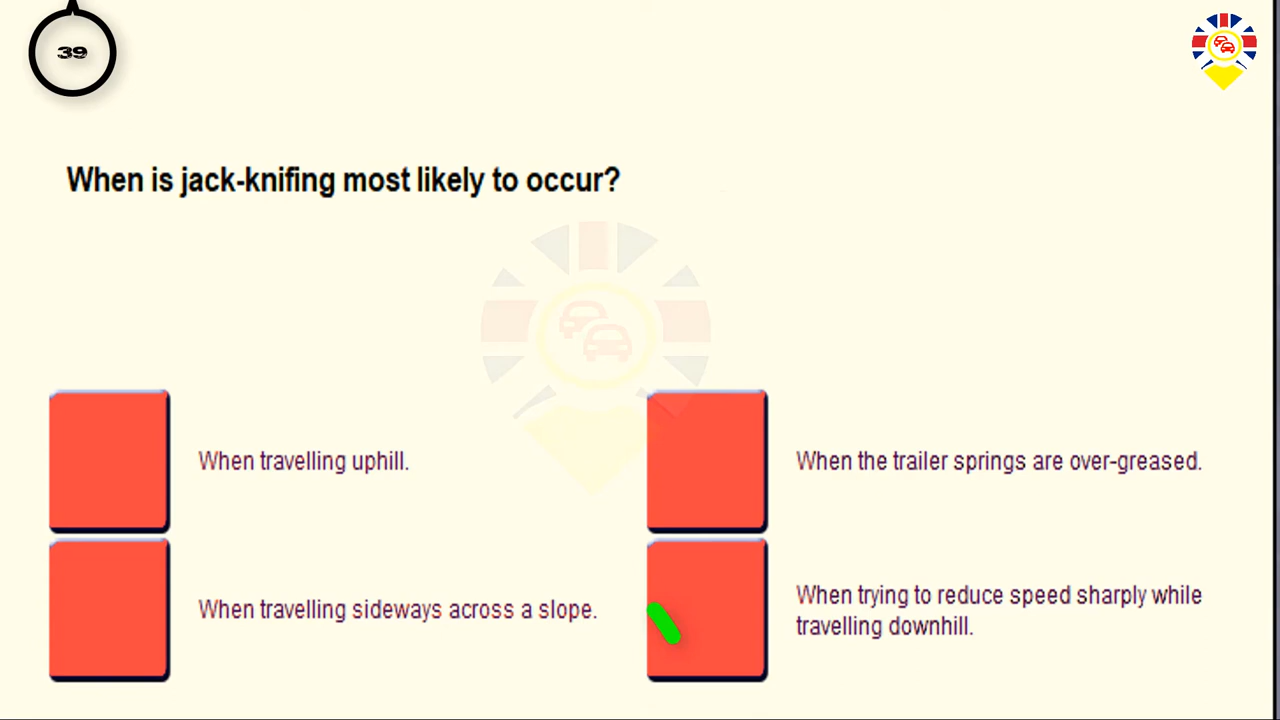 39
When is jack-knifing most likely to occur?
When travelling uphill.
When the trailer springs are over-greased.
When travelling sideways across a slope.
When trying to reduce speed sharply while
travelling downhill.